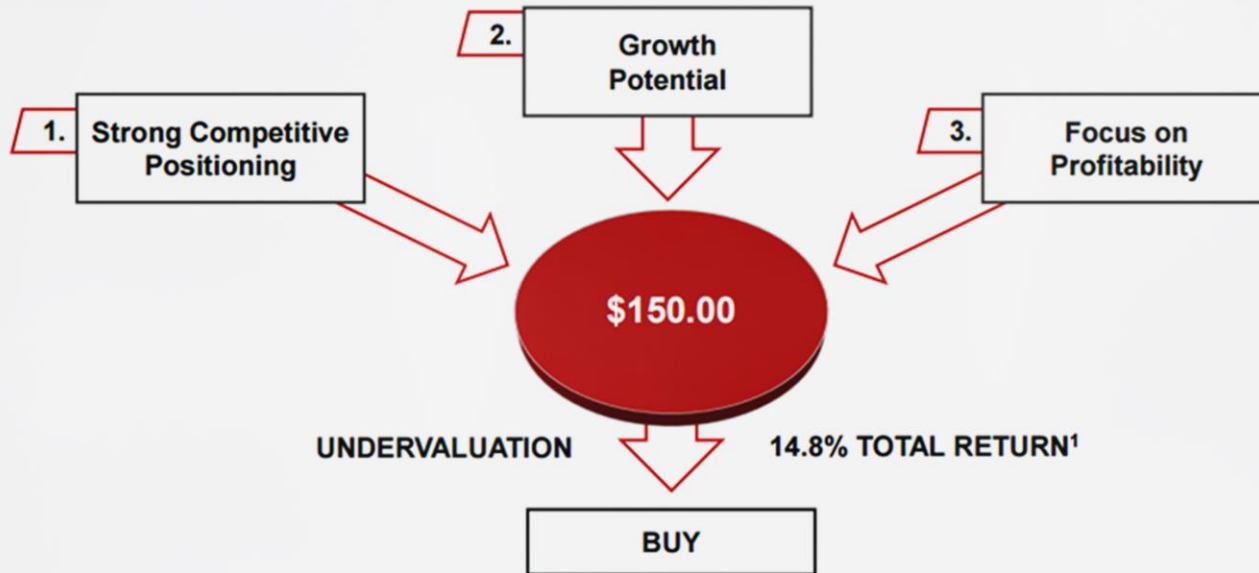 2.
Growth
Potential
1.
Strong Competitive
Positioning
3.
Focus on
Profitability
$150.00
UNDERVALUATION
14.8% TOTAL RETURN¹
BUY